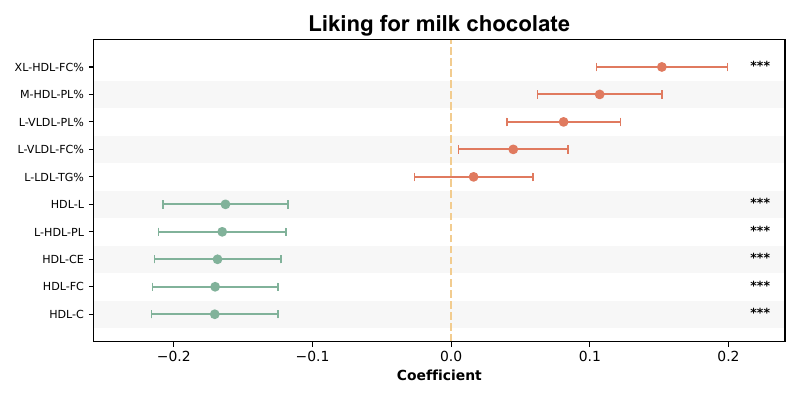 Liking for milk chocolate
XL-HDL-FC% ***
M-HDL-PL%
L-VLDL-PL%
L-VLDL-FC%
L-LDL-TG%
HDL-L ***
L-HDL-PL ***
HDL-CE ***
HDL-FC ***
HDL-C ***
−0.2 −0.1 0.0 0.1 0.2
Coefficient